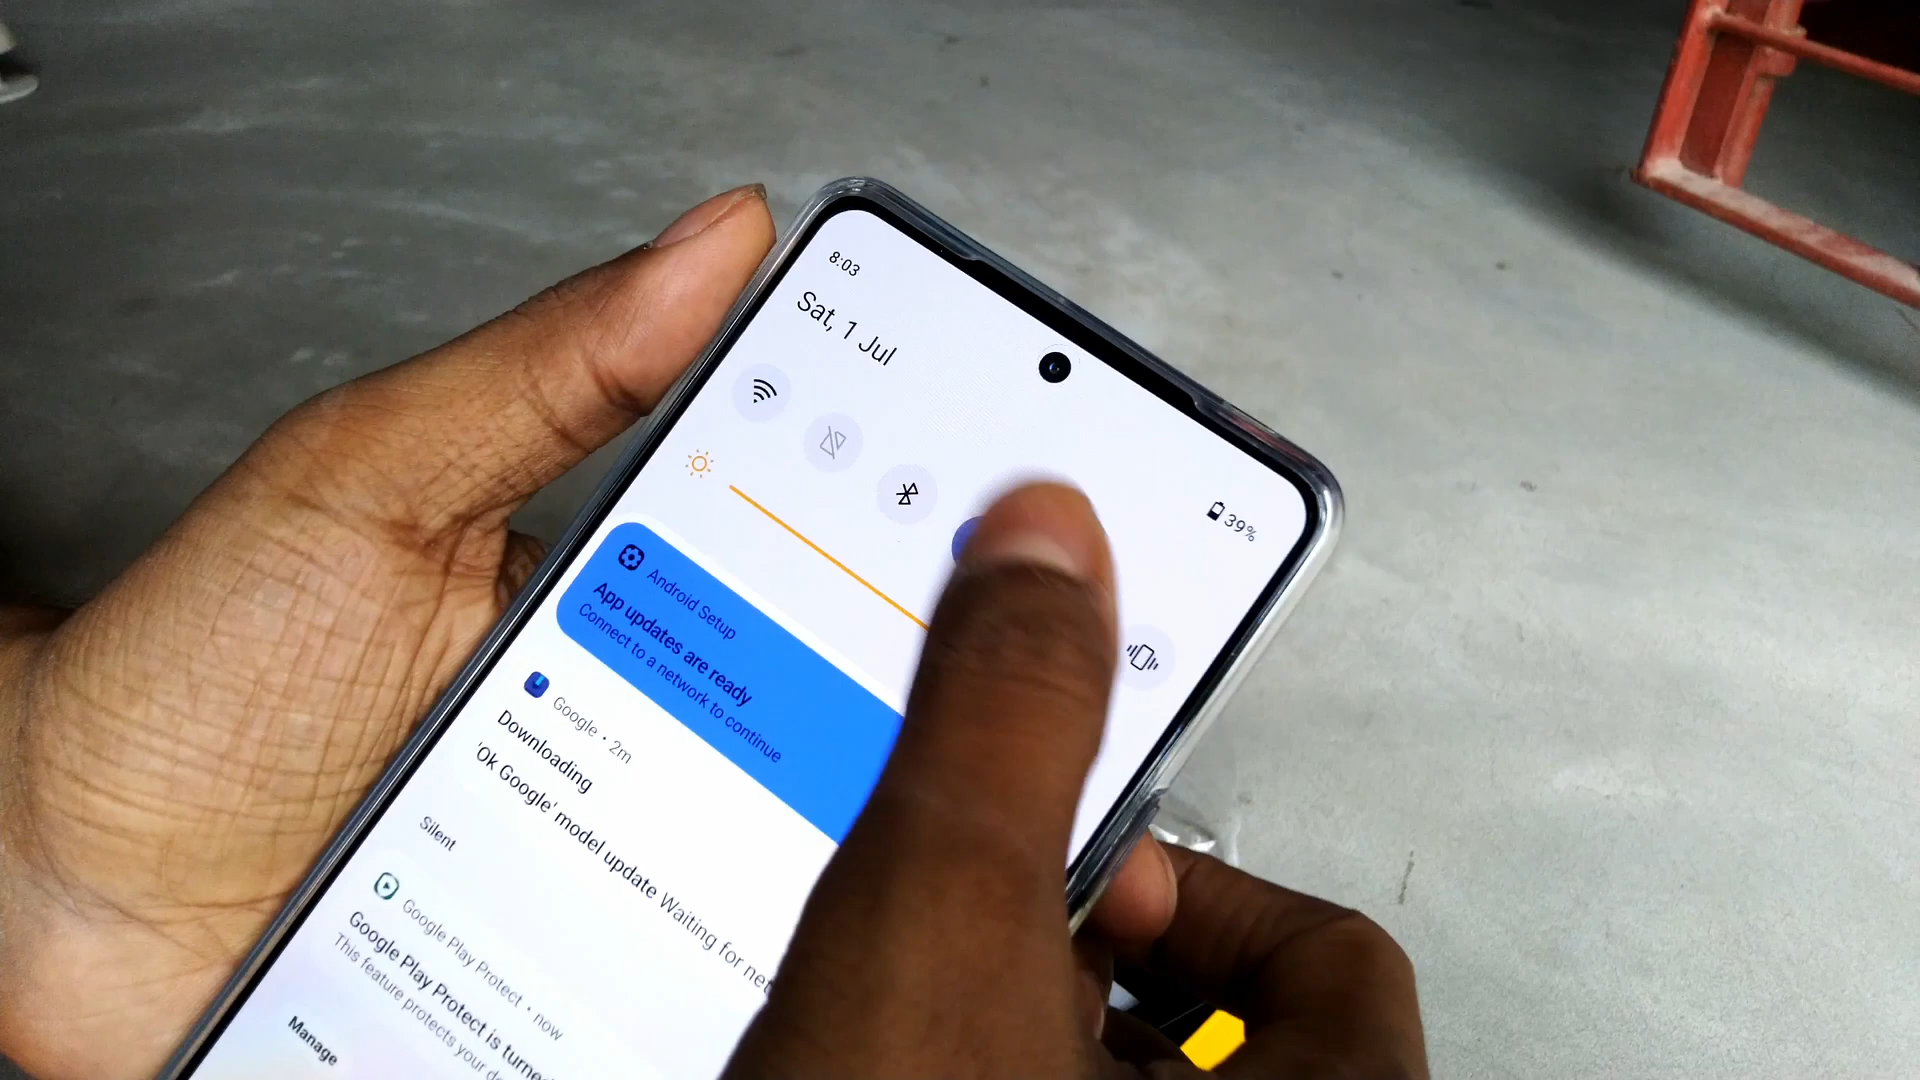 8:03
39%
Sat, 1 Jul
Android Setup
App updates are ready
Connect to a network to continue
Google • 2m
Downloading
'Ok Google' model update Waiting for net
Silent
Google Play Protect • now
Google Play Protect is turne
This feature protects your de
Manage